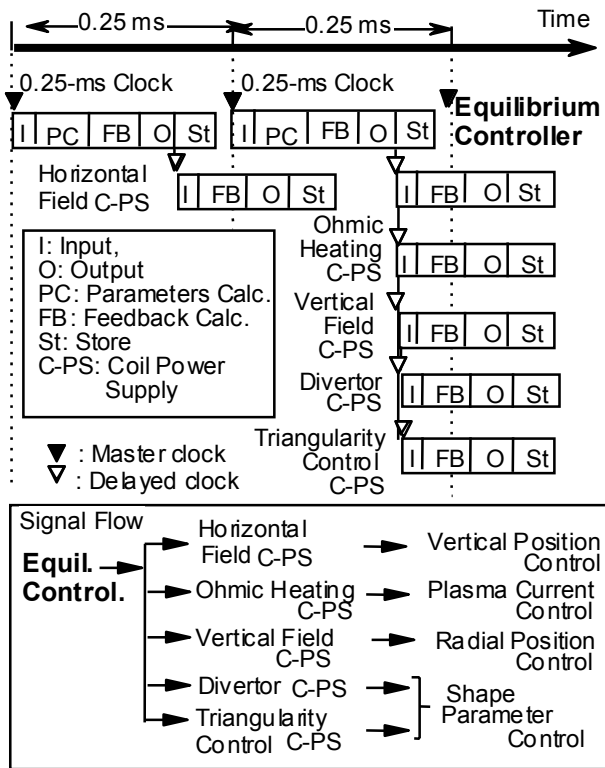 0.25 ms 0.25 ms Time
0.25-ms Clock 0.25-ms Clock
Equilibrium
Controller
I PC FB O St I PC FB O St
Horizontal
Field C-PS
I FB O St I FB O St
Ohmic
Heating
C-PS
I FB O St
Vertical
Field
C-PS
I FB O St
Divertor
C-PS
I FB O St
Triangularity
Control
C-PS
I FB O St
I: Input,
O: Output
PC: Parameters Calc.
FB: Feedback Calc.
St: Store
C-PS: Coil Power
Supply
: Master clock
: Delayed clock
Signal Flow
Equil.
Control.
Horizontal
Field C-PS
Vertical Position
Control
Ohmic Heating
C-PS
Plasma Current
Control
Vertical Field
C-PS
Radial Position
Control
Divertor C-PS
Triangularity
Control C-PS
Shape
Parameter
Control